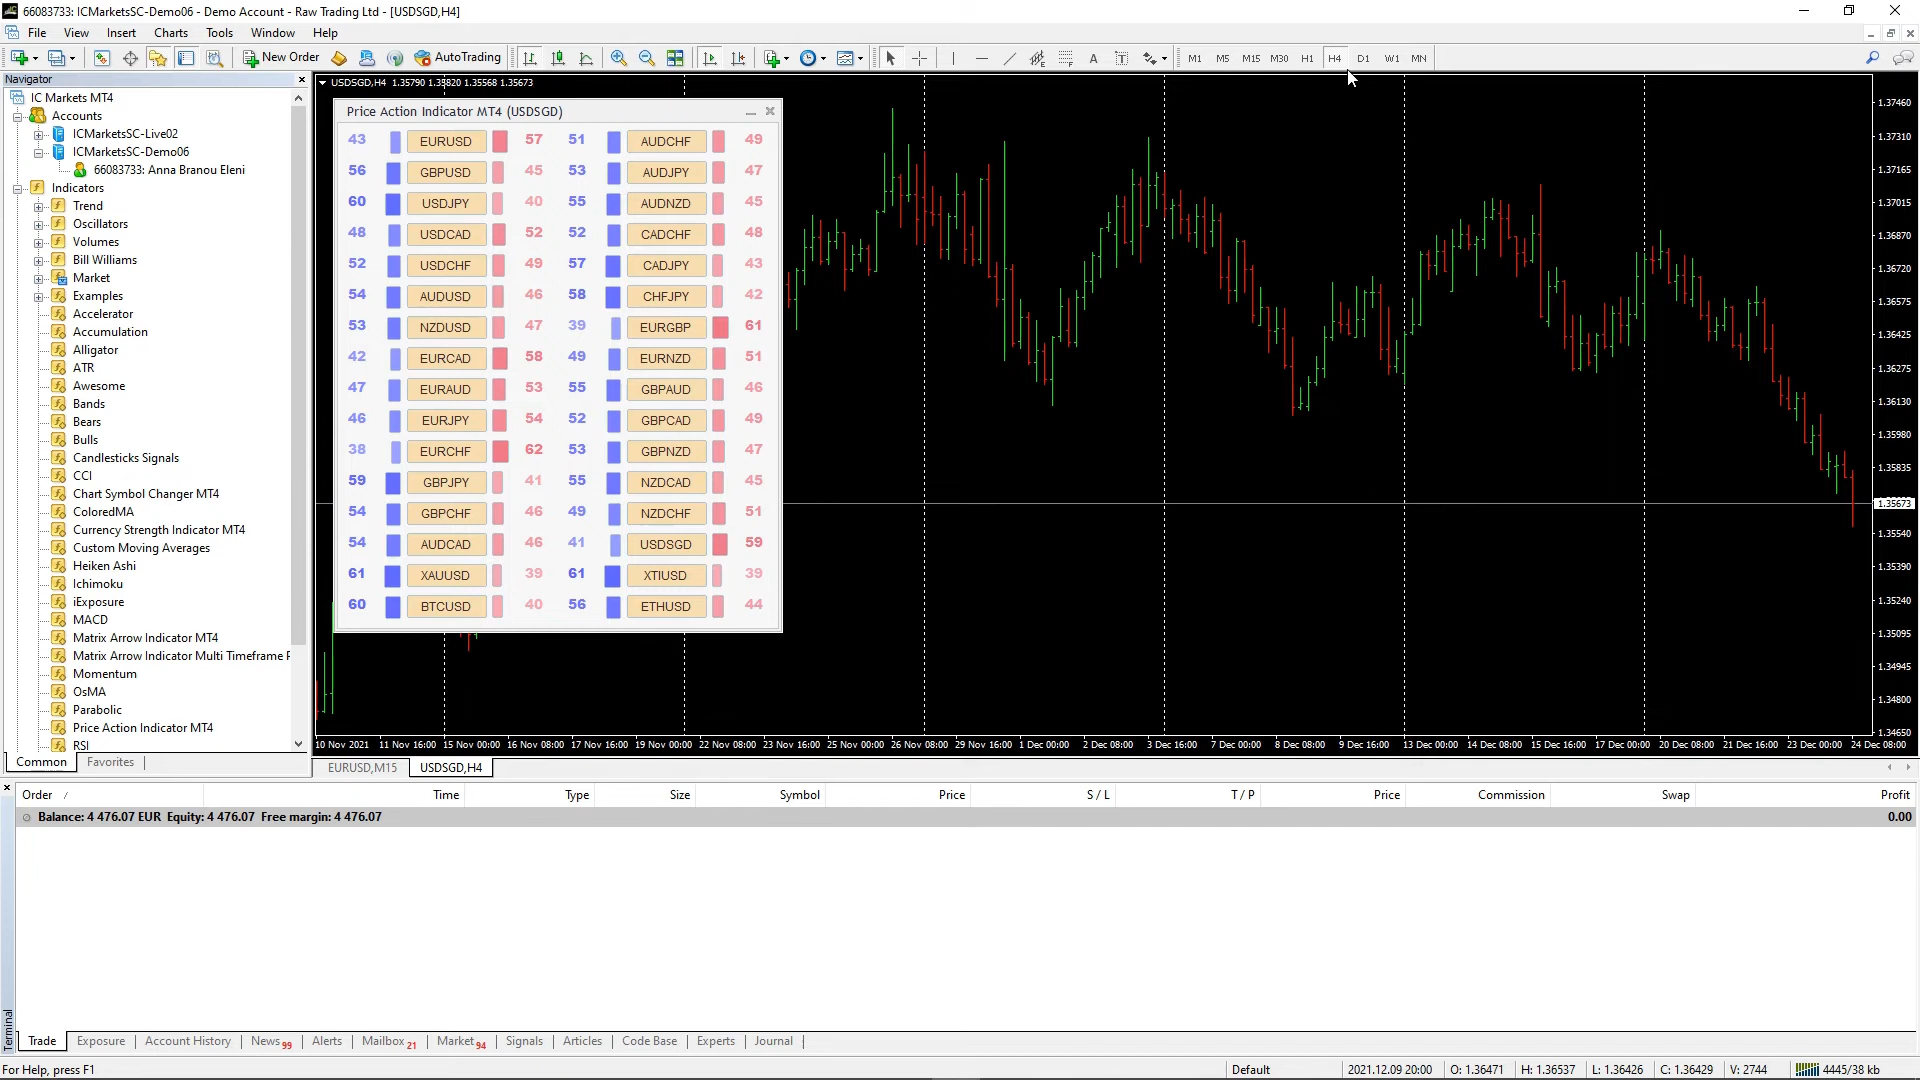 66083733: ICMarketsSC-Demo06 - Demo Account - Raw Trading Ltd - [USDSGD,H4]
File View Insert Charts Tools Window Help
New Order AutoTrading A T M1 M5 M15 M30 H1 H4 D1 W1 MN
Navigator
IC Markets MT4
Accounts
ICMarketsSC-Live02
ICMarketsSC-Demo06
66083733: Anna Branou Eleni
Indicators
Trend
Oscillators
Volumes
Bill Williams
Market
Examples
Accelerator
Accumulation
Alligator
ATR
Awesome
Bands
Bears
Bulls
Candlesticks Signals
CCI
Chart Symbol Changer MT4
ColoredMA
Currency Strength Indicator MT4
Custom Moving Averages
Heiken Ashi
Ichimoku
iExposure
MACD
Matrix Arrow Indicator MT4
Matrix Arrow Indicator Multi Timeframe
Momentum
OsMA
Parabolic
Price Action Indicator MT4
RSI
Common Favorites
USDSGD,H4 1.35790 1.35820 1.35568 1.35673
Price Action Indicator MT4 (USDSGD)
43 EURUSD 57 51 AUDCHF 49
56 GBPUSD 45 53 AUDJPY 47
60 USDJPY 40 55 AUDNZD 45
48 USDCAD 52 52 CADCHF 48
52 USDCHF 49 57 CADJPY 43
54 AUDUSD 46 58 CHFJPY 42
53 NZDUSD 47 39 EURGBP 61
42 EURCAD 58 49 EURNZD 51
47 EURAUD 53 55 GBPAUD 46
46 EURJPY 54 52 GBPCAD 49
38 EURCHF 62 53 GBPNZD 47
59 GBPJPY 41 55 NZDCAD 45
54 GBPCHF 46 49 NZDCHF 51
54 AUDCAD 46 41 USDSGD 59
61 XAUUSD 39 61 XTIUSD 39
60 BTCUSD 40 56 ETHUSD 44
1.37460
1.37310
1.37165
1.37015
1.36870
1.36720
1.36575
1.36425
1.36275
1.36130
1.35980
1.35835
1.35673
1.35540
1.35390
1.35240
1.35095
1.34945
1.34800
1.34650
10 Nov 2021 11 Nov 16:00 15 Nov 00:00 16 Nov 08:00 17 Nov 16:00 19 Nov 00:00 22 Nov 08:00 23 Nov 16:00 25 Nov 00:00 26 Nov 08:00 29 Nov 16:00 1 Dec 00:00 2 Dec 08:00 3 Dec 16:00 7 Dec 00:00 8 Dec 08:00 9 Dec 16:00 13 Dec 00:00 14 Dec 08:00 15 Dec 16:00 17 Dec 00:00 20 Dec 08:00 21 Dec 16:00 23 Dec 00:00 24 Dec 08:00
EURUSD,M15 USDSGD,H4
Order / Time Type Size Symbol Price S / L T / P Price Commission Swap Profit
Balance: 4 476.07 EUR Equity: 4 476.07 Free margin: 4 476.07 0.00
Terminal
Trade Exposure Account History News 99 Alerts Mailbox 21 Market 94 Signals Articles Code Base Experts Journal
For Help, press F1 Default 2021.12.09 20:00 O: 1.36471 H: 1.36537 L: 1.36426 C: 1.36429 V: 2744 4445/38 kb